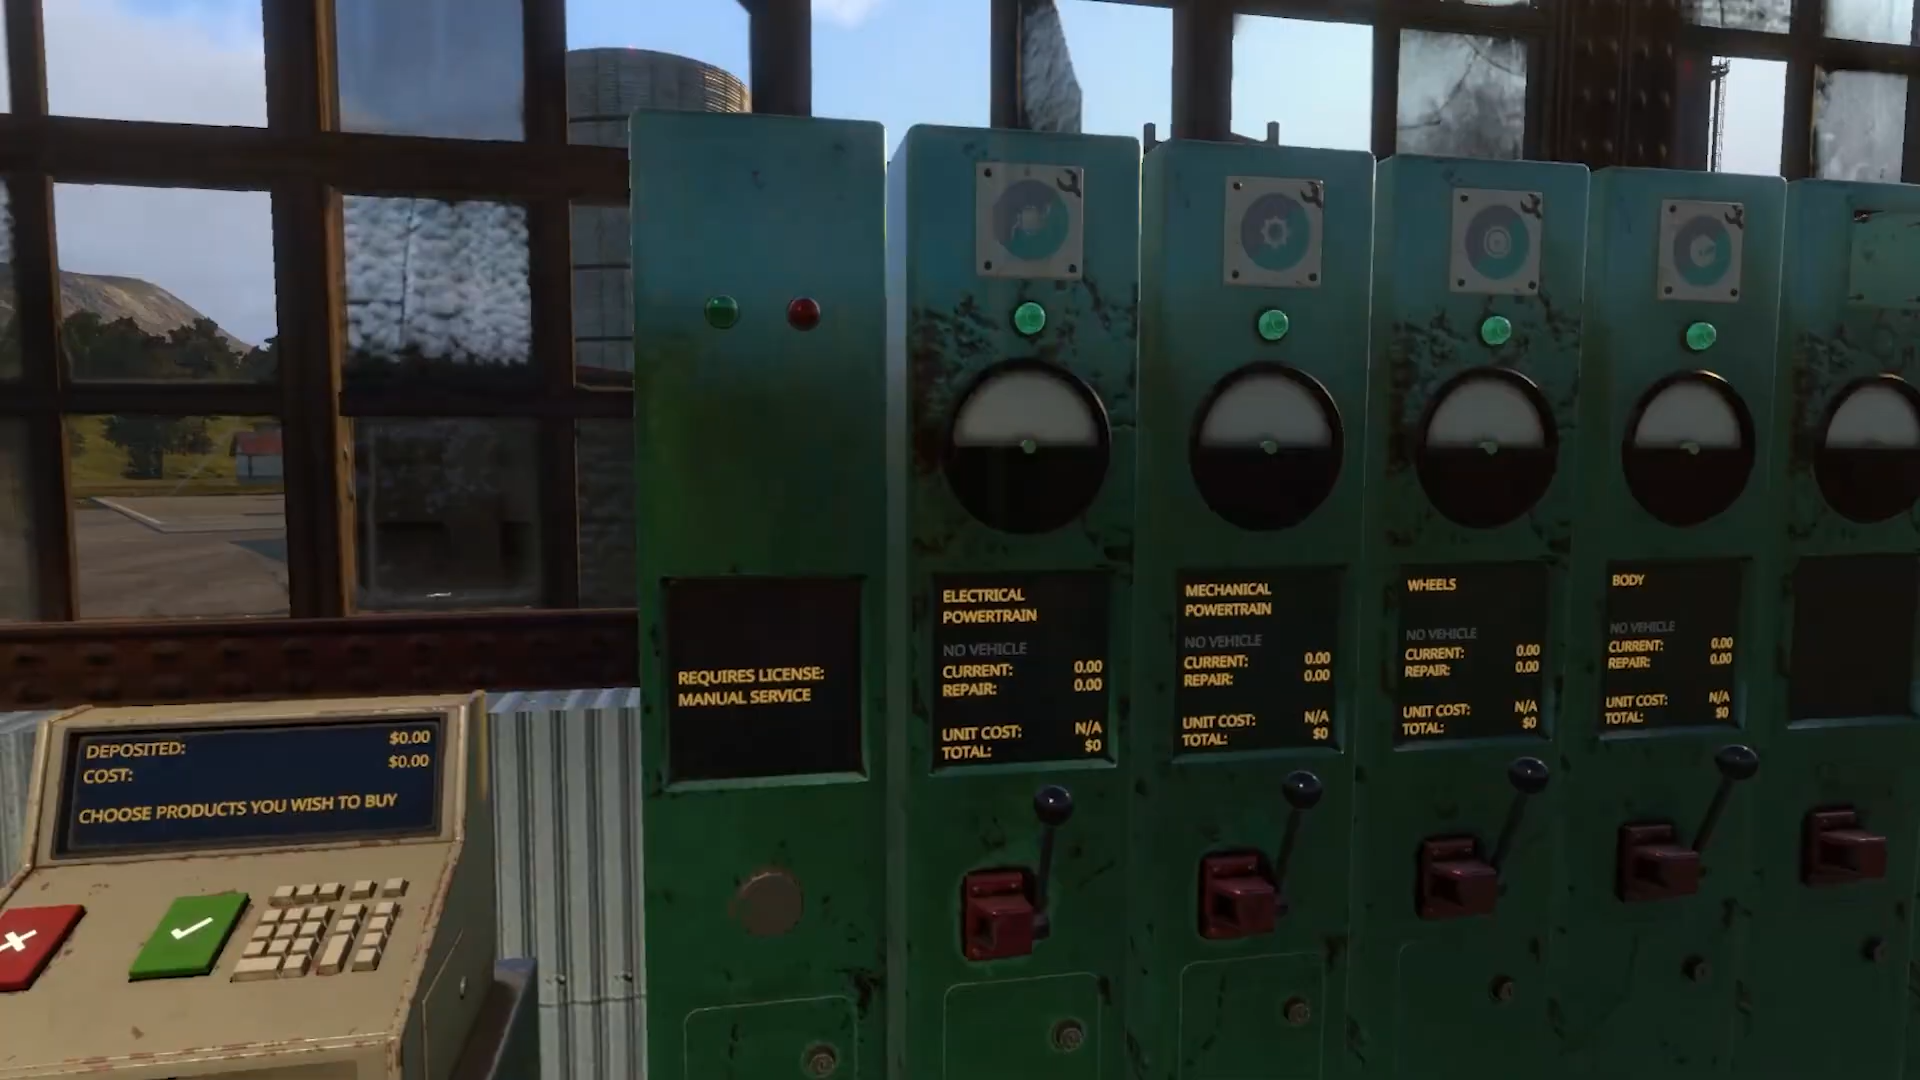 DEPOSITED: $0.00
COST: $0.00
CHOOSE PRODUCTS YOU WISH TO BUY
REQUIRES LICENSE:
MANUAL SERVICE
ELECTRICAL
POWERTRAIN
NO VEHICLE
CURRENT: 0.00
REPAIR: 0.00
UNIT COST: N/A
TOTAL: $0
MECHANICAL
POWERTRAIN
NO VEHICLE
CURRENT: 0.00
REPAIR: 0.00
UNIT COST: N/A
TOTAL: $0
WHEELS
NO VEHICLE
CURRENT: 0.00
REPAIR: 0.00
UNIT COST: N/A
TOTAL: $0
BODY
NO VEHICLE
CURRENT: 0.00
REPAIR: 0.00
UNIT COST: N/A
TOTAL: $0